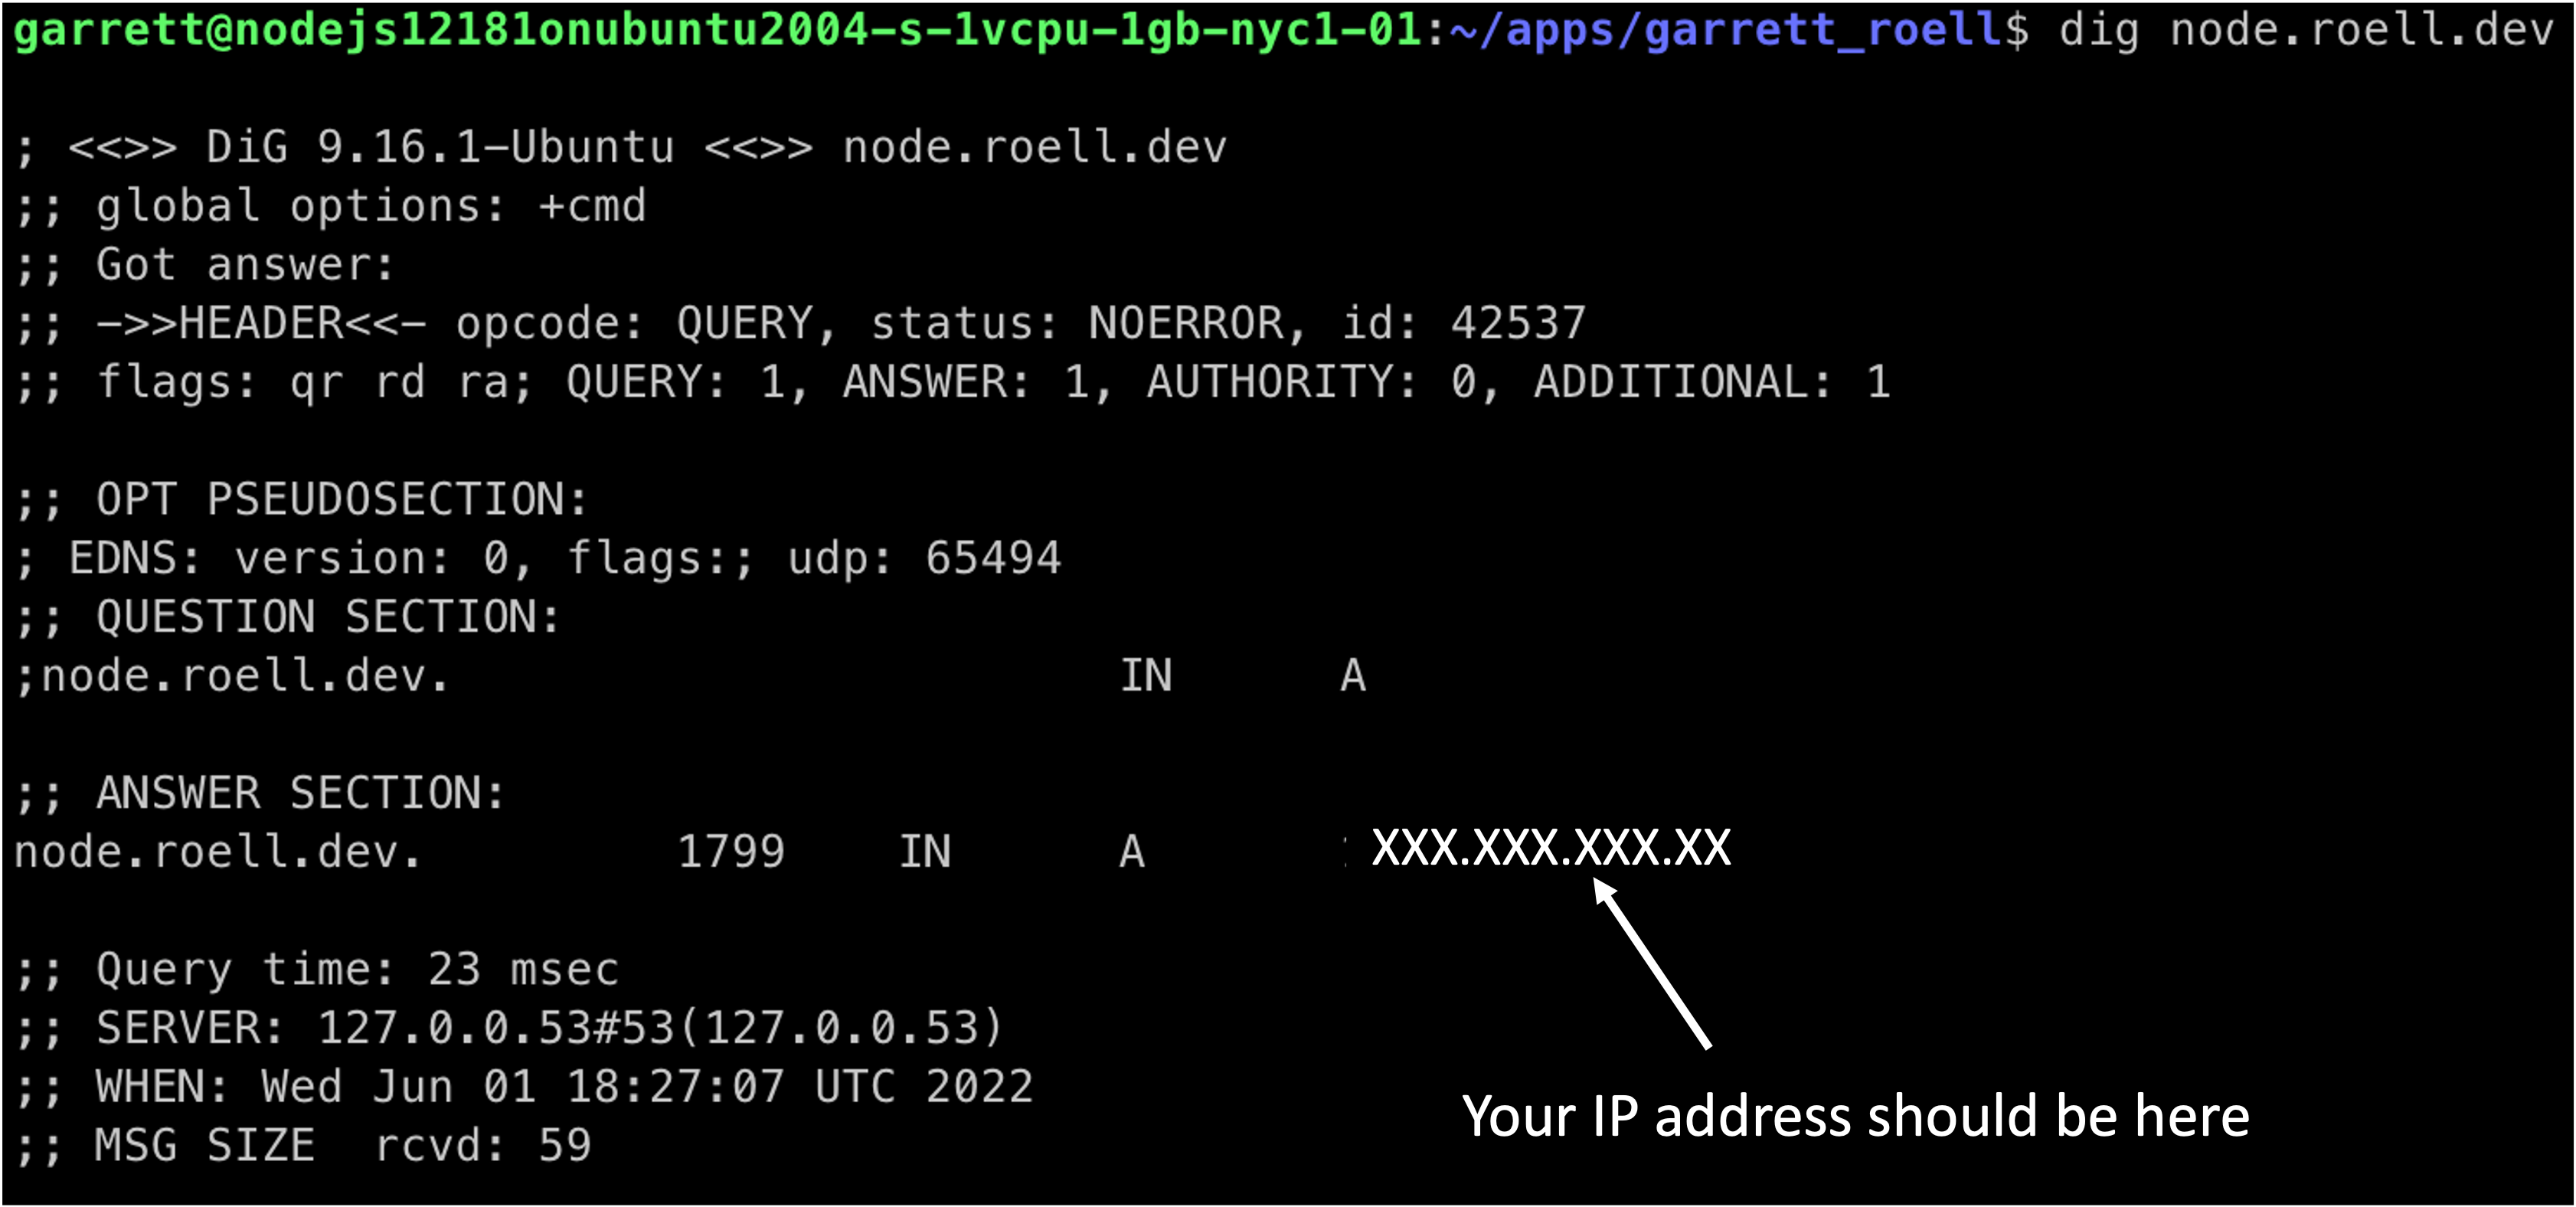 garrett@nodejs12181onubuntu2004-s-1vcpu-1gb-nyc1-01:~/apps/garrett_roell$ dig node.roell.dev
; <<>> DiG 9.16.1-Ubuntu <<>> node.roell.dev
;; global options: +cmd
;; Got answer:
;; ->>HEADER<<- opcode: QUERY, status: NOERROR, id: 42537
;; flags: qr rd ra; QUERY: 1, ANSWER: 1, AUTHORITY: 0, ADDITIONAL: 1
;; OPT PSEUDOSECTION:
; EDNS: version: 0, flags:; udp: 65494
;; QUESTION SECTION:
;node.roell.dev. IN A
;; ANSWER SECTION:
node.roell.dev. 1799 IN A XXX.XXX.XXX.XX
;; Query time: 23 msec
;; SERVER: 127.0.0.53#53(127.0.0.53)
;; WHEN: Wed Jun 01 18:27:07 UTC 2022
Your IP address should be here
;; MSG SIZE  rcvd: 59